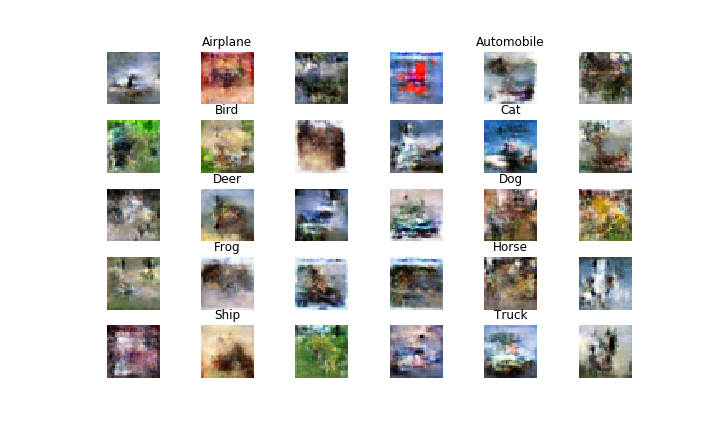 Airplane
Automobile
Bird
Cat
Deer
Dog
Frog
Horse
Ship
Truck